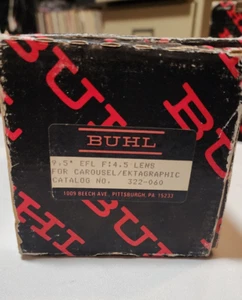 BUHL
9.5" EFL F:4.5 LENS
FOR CAROUSEL/EKTAGRAPHIC
CATALOG NO. 322-060
1009 BEECH AVE., PITTSBURGH, PA 15233
BUHL